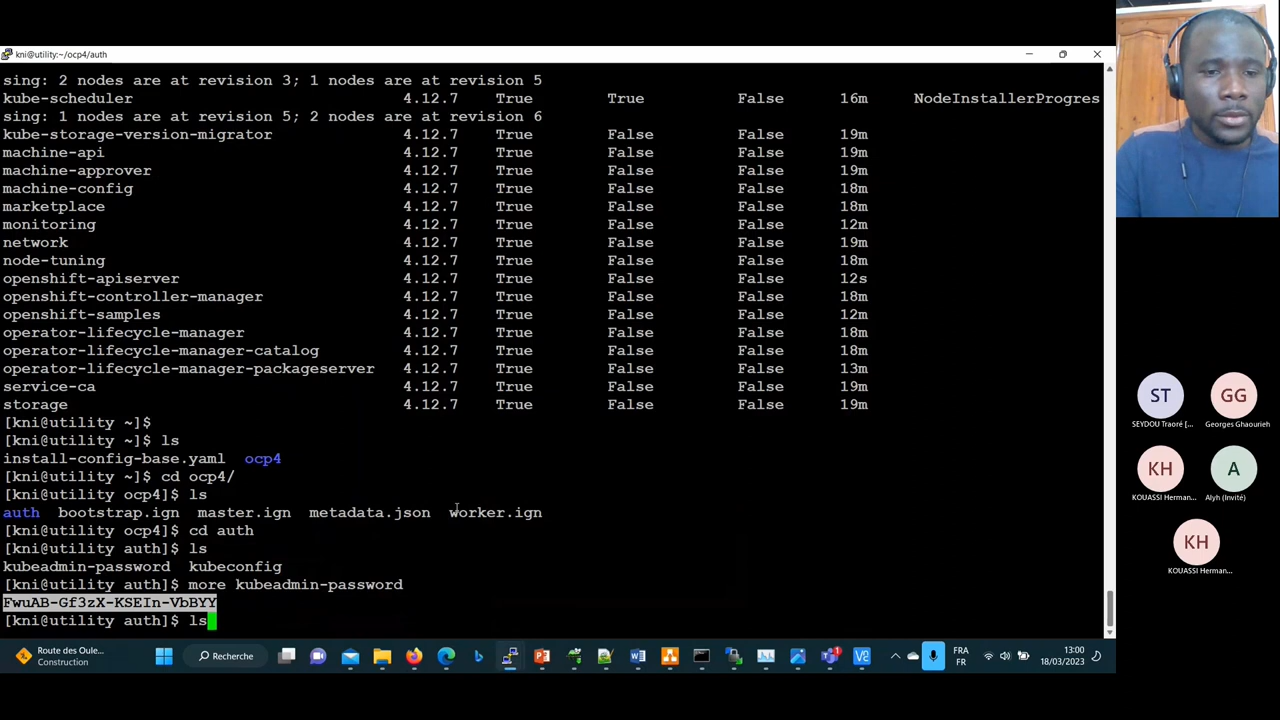 kni@utility:~/ocp4/auth
sing: 2 nodes are at revision 3; 1 nodes are at revision 5
kube-scheduler 4.12.7 True True False 16m NodeInstallerProgres
sing: 1 nodes are at revision 5; 2 nodes are at revision 6
kube-storage-version-migrator 4.12.7 True False False 19m
machine-api 4.12.7 True False False 19m
machine-approver 4.12.7 True False False 19m
machine-config 4.12.7 True False False 18m
marketplace 4.12.7 True False False 18m
monitoring 4.12.7 True False False 12m
network 4.12.7 True False False 19m
node-tuning 4.12.7 True False False 18m
openshift-apiserver 4.12.7 True False False 12s
openshift-controller-manager 4.12.7 True False False 18m
openshift-samples 4.12.7 True False False 12m
operator-lifecycle-manager 4.12.7 True False False 18m
operator-lifecycle-manager-catalog 4.12.7 True False False 18m
operator-lifecycle-manager-packageserver 4.12.7 True False False 13m
service-ca 4.12.7 True False False 19m
storage 4.12.7 True False False 19m
[kni@utility ~]$
[kni@utility ~]$ ls
install-config-base.yaml ocp4
[kni@utility ~]$ cd ocp4/
[kni@utility ocp4]$ ls
auth bootstrap.ign master.ign metadata.json worker.ign
[kni@utility ocp4]$ cd auth
[kni@utility auth]$ ls
kubeadmin-password kubeconfig
[kni@utility auth]$ more kubeadmin-password
FwuAB-Gf3zX-KSEIn-VbBYY
[kni@utility auth]$ ls
ST
SEYDOU Traoré [...
GG
Georges Ghaourieh
KH
KOUASSI Herman...
A
Alyh (Invité)
KH
KOUASSI Herman...
Route des Oule...
Construction
Recherche
1
FRA
FR
13:00
18/03/2023